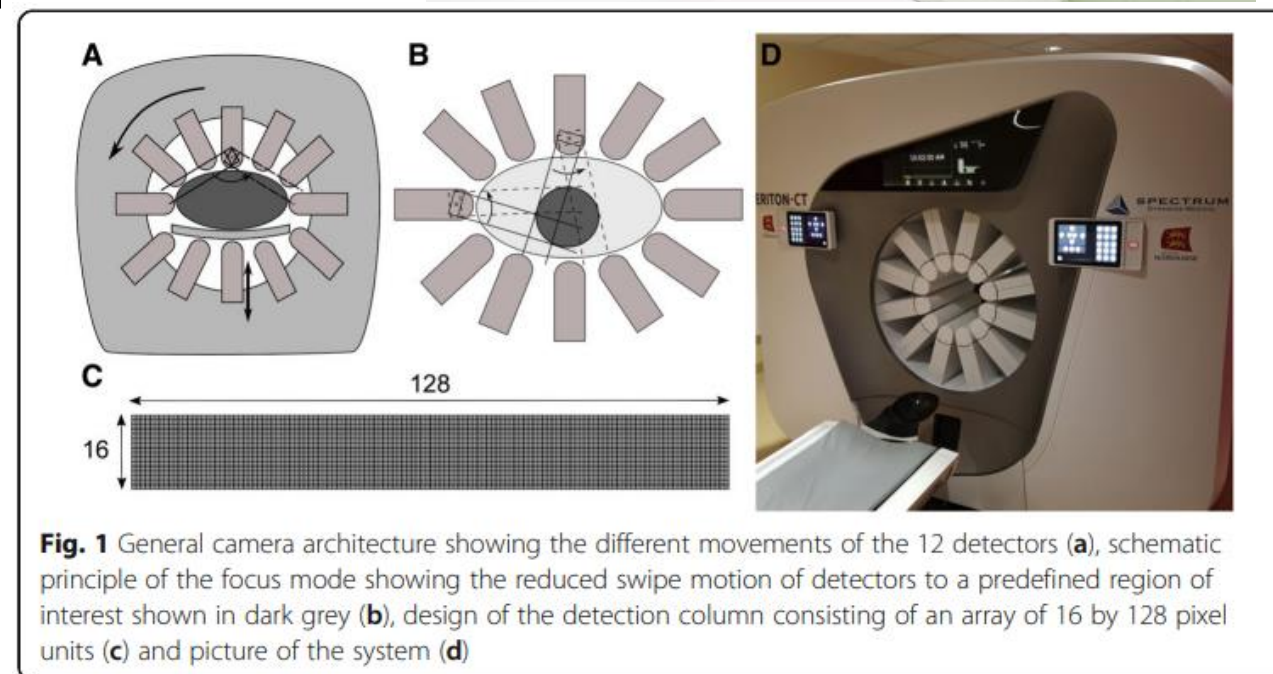 A
B
D
ERITON-CT
SPECTRUM
C
128
16
Fig. 1 General camera architecture showing the different movements of the 12 detectors (a), schematic
principle of the focus mode showing the reduced swipe motion of detectors to a predefined region of
interest shown in dark grey (b), design of the detection column consisting of an array of 16 by 128 pixel
units (c) and picture of the system (d)